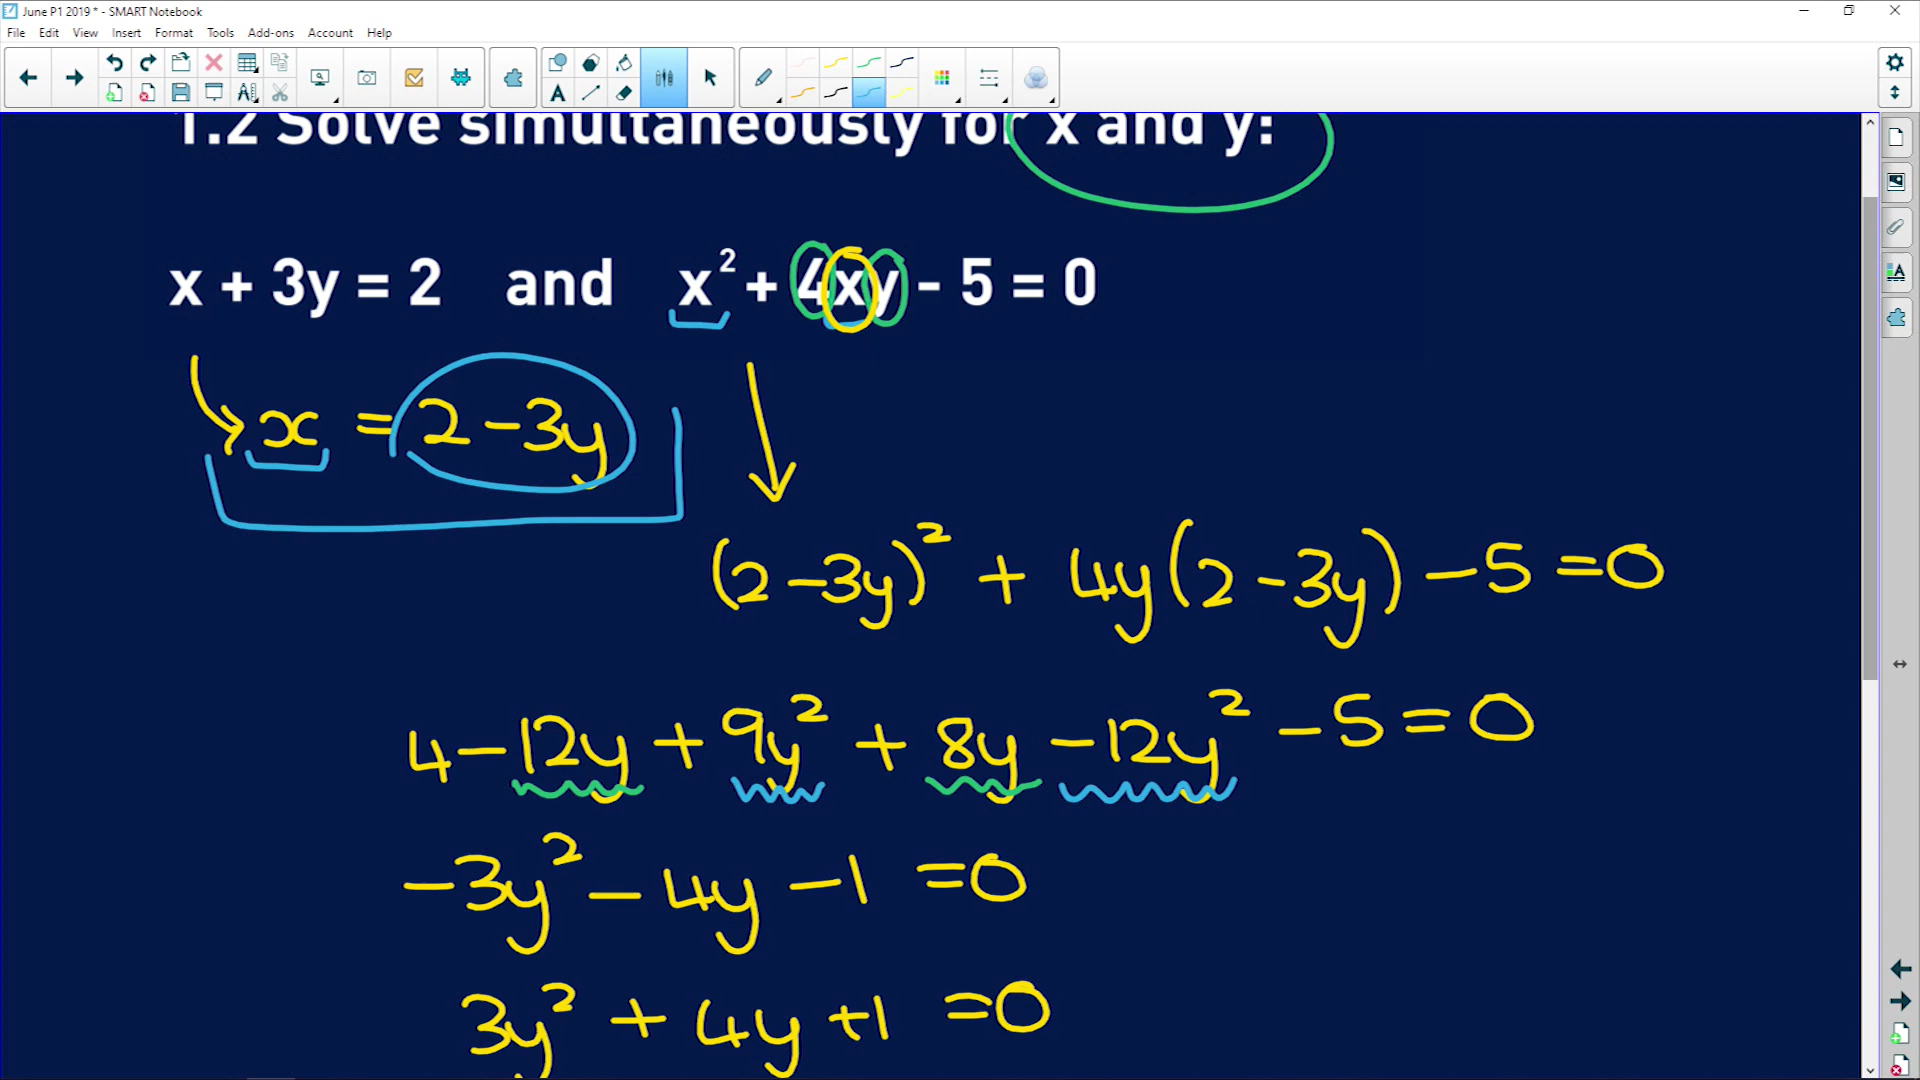 June P1 2019 * - SMART Notebook
File Edit View Insert Format Tools Add-ons Account Help
1.2 Solve simultaneously for x and y:
x + 3y = 2 and x² + 4xy - 5 = 0
x = 2 - 3y
(2 - 3y)² + 4y(2 - 3y) - 5 = 0
4 - 12y + 9y² + 8y - 12y² - 5 = 0
-3y² - 4y - 1 = 0
3y² + 4y + 1 = 0